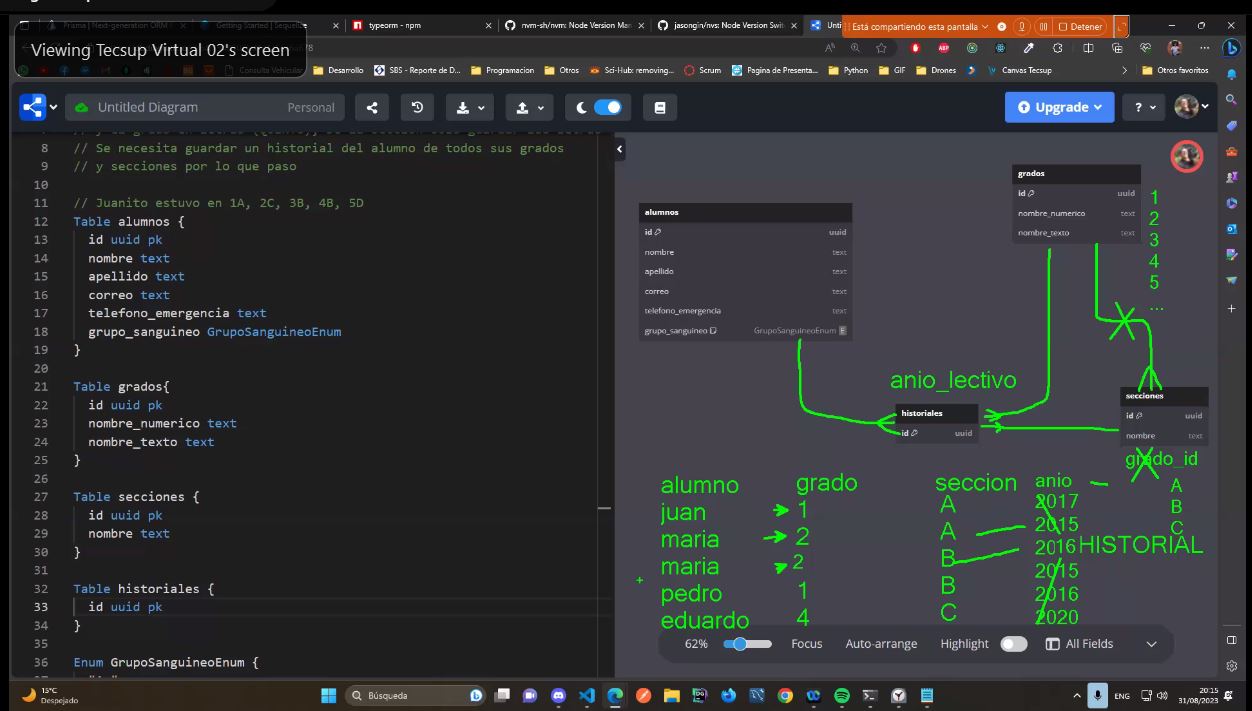 Prisma | Next-generation ORM
Getting Started | Sequelize
typeorm - npm
nvm-sh/nvm: Node Version Man
jasongin/nvs: Node Version Swit
Unti
Está compartiendo esta pantalla
Detener
Viewing Tecsup Virtual 02's screen
Consulta Vehicular
Desarrollo
SBS - Reporte de D...
Programacion
Otros
Sci-Hub: removing...
Scrum
Pagina de Presenta...
Python
GIF
Drones
Canvas Tecsup
Otros favoritos
Untitled Diagram
Personal
Upgrade
?
8 // Se necesita guardar un historial del alumno de todos sus grados
9 // y secciones por lo que paso
10
11 // Juanito estuvo en 1A, 2C, 3B, 4B, 5D
12 Table alumnos {
13 id uuid pk
14 nombre text
15 apellido text
16 correo text
17 telefono_emergencia text
18 grupo_sanguineo GrupoSanguineoEnum
19 }
20
21 Table grados{
22 id uuid pk
23 nombre_numerico text
24 nombre_texto text
25 }
26
27 Table secciones {
28 id uuid pk
29 nombre text
30 }
31
32 Table historiales {
33 id uuid pk
34 }
35
36 Enum GrupoSanguineoEnum {
alumnos
id uuid
nombre text
apellido text
correo text
telefono_emergencia text
grupo_sanguineo GrupoSanguineoEnum E
grados
id uuid
nombre_numerico text
nombre_texto text
1
2
3
4
5
...
anio_lectivo
historiales
id uuid
secciones
id uuid
nombre text
grado_id
A
B
C
alumno grado seccion anio
juan 1 A 2017
maria 2 A 2015
maria 2 B 2016 HISTORIAL
pedro 1 B 2015
eduardo 4 C 2016
2020
62%
Focus
Auto-arrange
Highlight
All Fields
15°C
Despejado
Búsqueda
ENG
20:15
31/08/2023